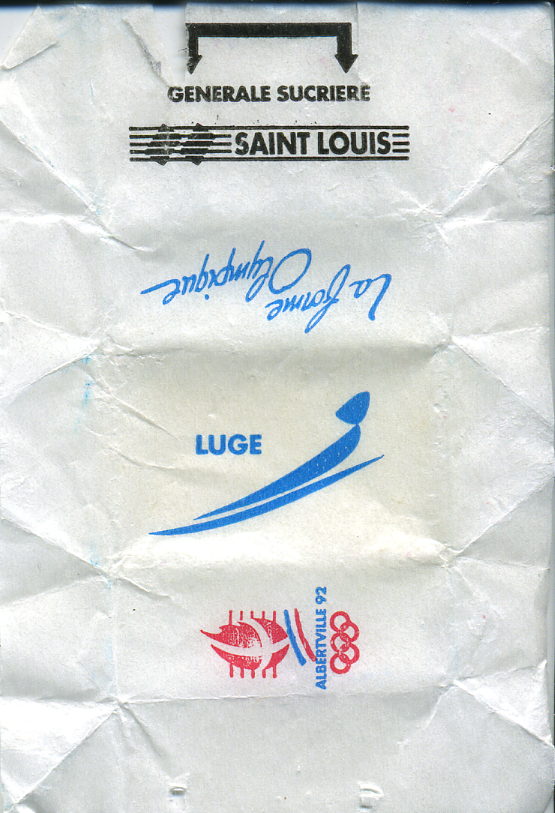 GENERALE SUCRIERE
SAINT LOUIS
La forme
Olympique
LUGE
ALBERTVILLE 92